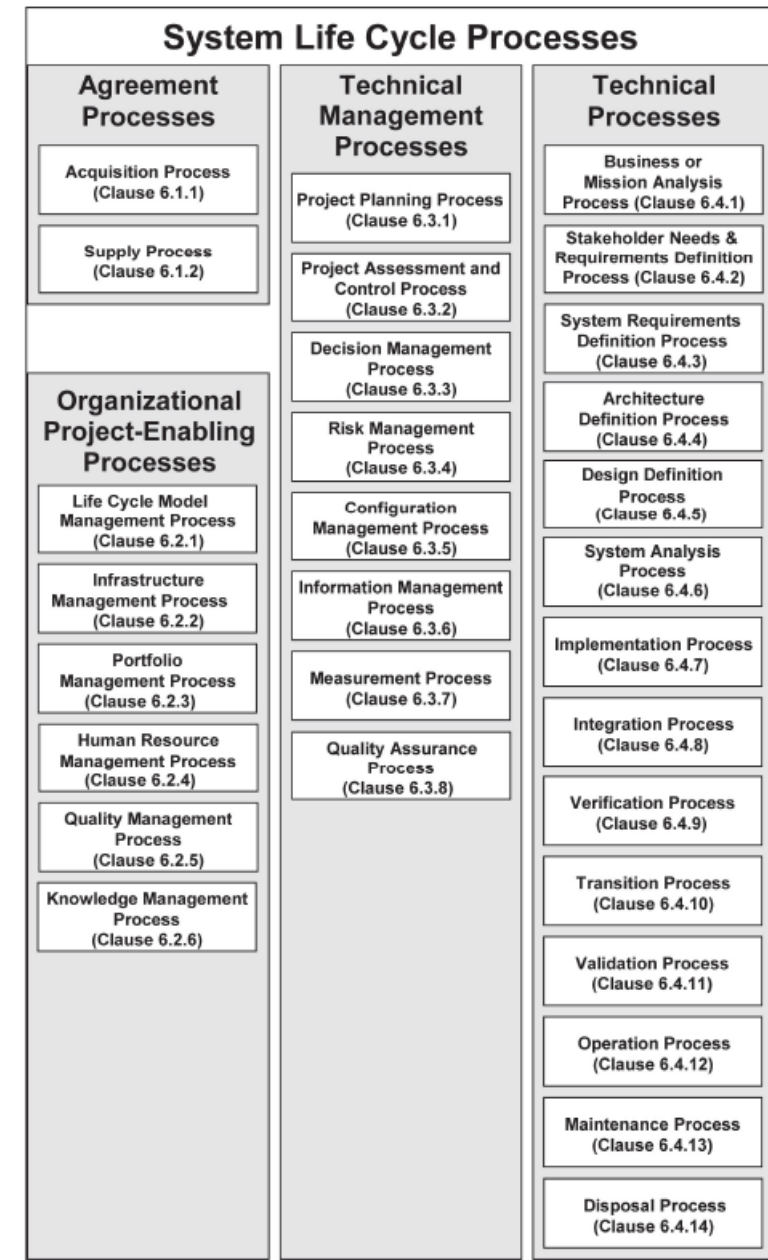 System Life Cycle Processes
Agreement
Processes
Acquisition Process
(Clause 6.1.1)
Supply Process
(Clause 6.1.2)
Organizational
Project-Enabling
Processes
Life Cycle Model
Management Process
(Clause 6.2.1)
Infrastructure
Management Process
(Clause 6.2.2)
Portfolio
Management Process
(Clause 6.2.3)
Human Resource
Management Process
(Clause 6.2.4)
Quality Management
Process
(Clause 6.2.5)
Knowledge Management
Process
(Clause 6.2.6)
Technical
Management
Processes
Project Planning Process
(Clause 6.3.1)
Project Assessment and
Control Process
(Clause 6.3.2)
Decision Management
Process
(Clause 6.3.3)
Risk Management
Process
(Clause 6.3.4)
Configuration
Management Process
(Clause 6.3.5)
Information Management
Process
(Clause 6.3.6)
Measurement Process
(Clause 6.3.7)
Quality Assurance
Process
(Clause 6.3.8)
Technical
Processes
Business or
Mission Analysis
Process (Clause 6.4.1)
Stakeholder Needs &
Requirements Definition
Process (Clause 6.4.2)
System Requirements
Definition Process
(Clause 6.4.3)
Architecture
Definition Process
(Clause 6.4.4)
Design Definition
Process
(Clause 6.4.5)
System Analysis
Process
(Clause 6.4.6)
Implementation Process
(Clause 6.4.7)
Integration Process
(Clause 6.4.8)
Verification Process
(Clause 6.4.9)
Transition Process
(Clause 6.4.10)
Validation Process
(Clause 6.4.11)
Operation Process
(Clause 6.4.12)
Maintenance Process
(Clause 6.4.13)
Disposal Process
(Clause 6.4.14)